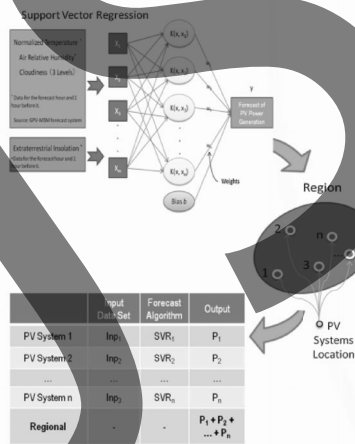 Support Vector Regression
Normalized Temperature *
Air Relative Humidity *
Cloudiness (3 Levels)
* Data for the forecast hour and 1
hour before it.
Source: GPV-MSM forecast system
Extraterrestrial Insolation *
* Data for the forecast hour and 1
hour before it.
X₁
K(x, x₁)
K(x, x₂)
K(x, x₃)
K(x, xₙ)
Bias b
Weights
y
Forecast of
PV Power
Generation
Region
2
n
...
1
3
PV
Systems
Location
Input
Data Set
Forecast
Algorithm
Output
PV System 1 Inp₁ SVR₁ P₁
PV System 2 Inp₂ SVR₂ P₂
... ... ... ...
PV System n Inp₃ SVRₙ Pₙ
Regional - - P₁ + P₂ +
... + Pₙ